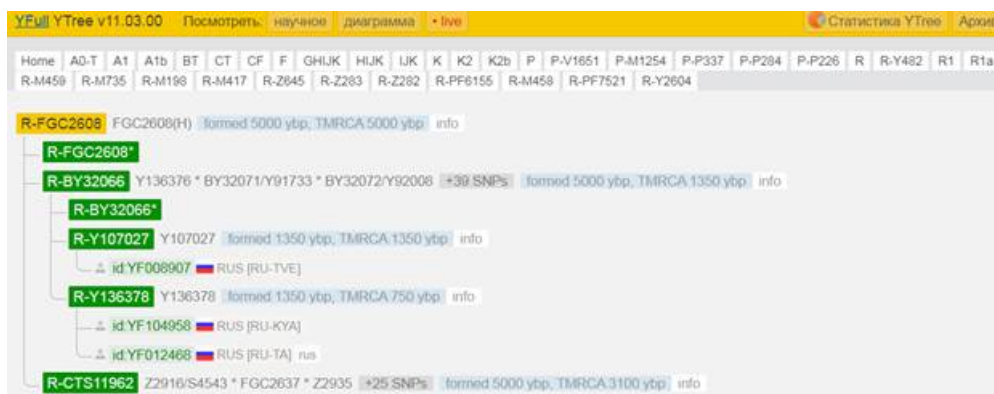 YFull YTree v11.03.00 Посмотреть: научное диаграмма • live Статистика YTree Архив
Home A0-T A1 A1b BT CT CF F GHIJK HIJK IJK K K2 K2b P P-V1651 P-M1254 P-P337 P-P284 P-P226 R R-Y482 R1 R1a
R-M459 R-M735 R-M198 R-M417 R-Z645 R-Z283 R-Z282 R-PF6155 R-M458 R-PF7521 R-Y2604
R-FGC2608 FGC2608(H) formed 5000 ybp, TMRCA 5000 ybp info
R-FGC2608*
R-BY32066 Y136376 * BY32071/Y91733 * BY32072/Y92008 +39 SNPs formed 5000 ybp, TMRCA 1350 ybp info
R-BY32066*
R-Y107027 Y107027 formed 1350 ybp, TMRCA 1350 ybp info
id:YF008907 RUS [RU-TVE]
R-Y136378 Y136378 formed 1350 ybp, TMRCA 750 ybp info
id:YF104958 RUS [RU-KYA]
id:YF012468 RUS [RU-TA] rus
R-CTS11962 Z2916/S4543 * FGC2637 * Z2935 +25 SNPs formed 5000 ybp, TMRCA 3100 ybp info